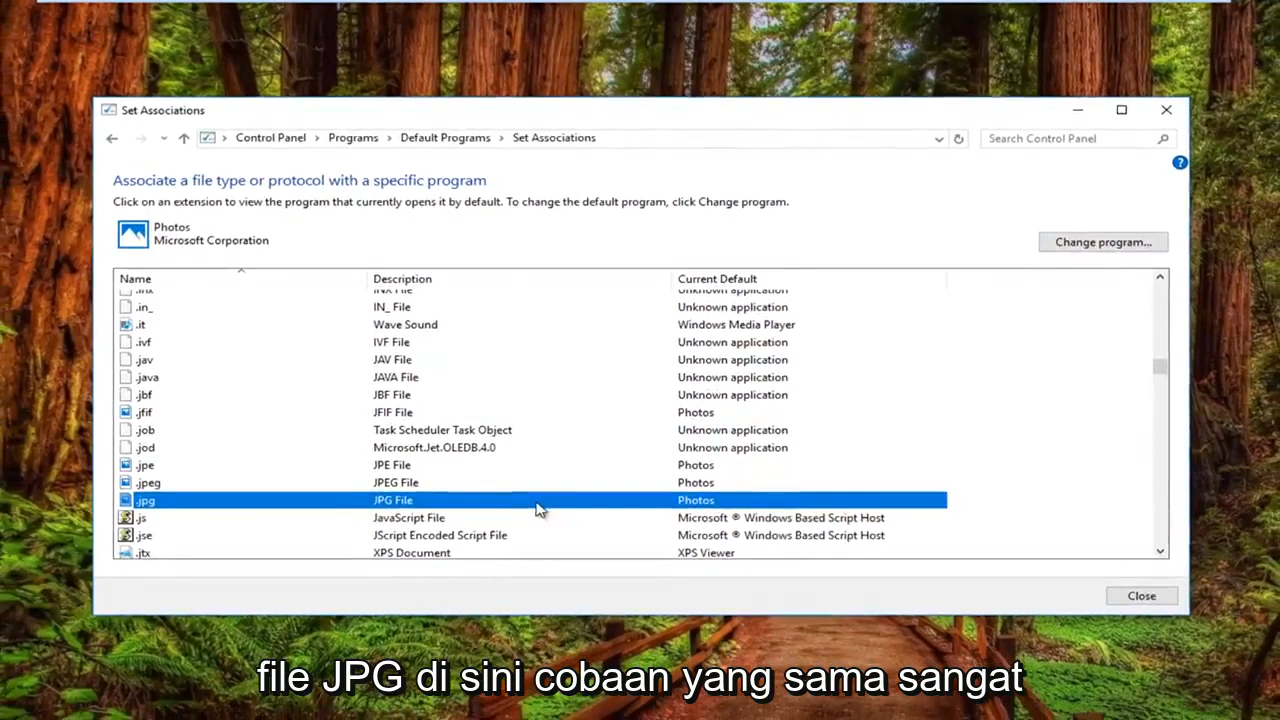 Set Associations
Control Panel > Programs > Default Programs > Set Associations
Search Control Panel
?
Associate a file type or protocol with a specific program
Click on an extension to view the program that currently opens it by default. To change the default program, click Change program.
Photos
Microsoft Corporation
Change program...
Name Description Current Default
.inx INX File Unknown application
.in_ IN_ File Unknown application
.it Wave Sound Windows Media Player
.ivf IVF File Unknown application
.jav JAV File Unknown application
.java JAVA File Unknown application
.jbf JBF File Unknown application
.jfif JFIF File Photos
.job Task Scheduler Task Object Unknown application
.jod Microsoft.Jet.OLEDB.4.0 Unknown application
.jpe JPE File Photos
.jpeg JPEG File Photos
.jpg JPG File Photos
.js JavaScript File Microsoft ® Windows Based Script Host
.jse JScript Encoded Script File Microsoft ® Windows Based Script Host
.jtx XPS Document XPS Viewer
Close
file JPG di sini cobaan yang sama sangat